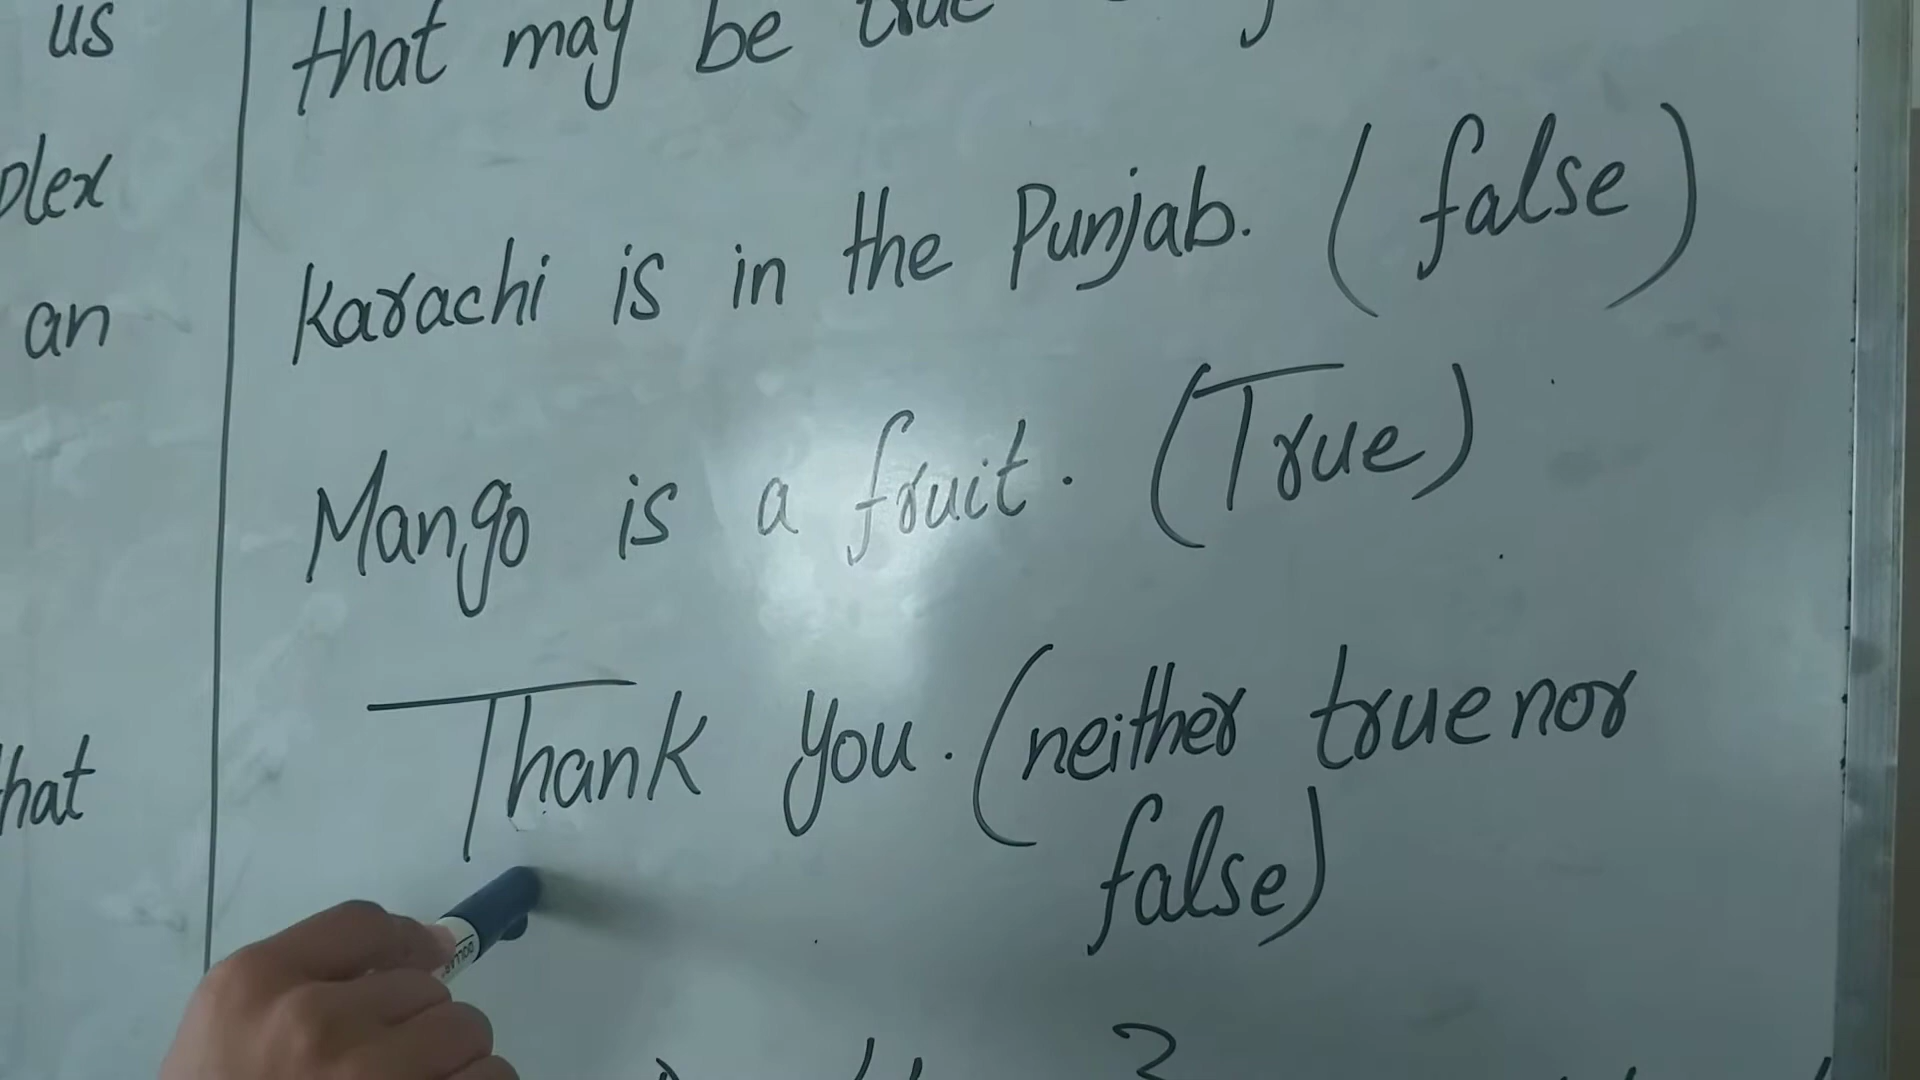 us
that may be true
plex
Karachi is in the Punjab. (false)
an
Mango is a fruit. (True)
Thank You. (neither true nor
that
false)
DOLLAR